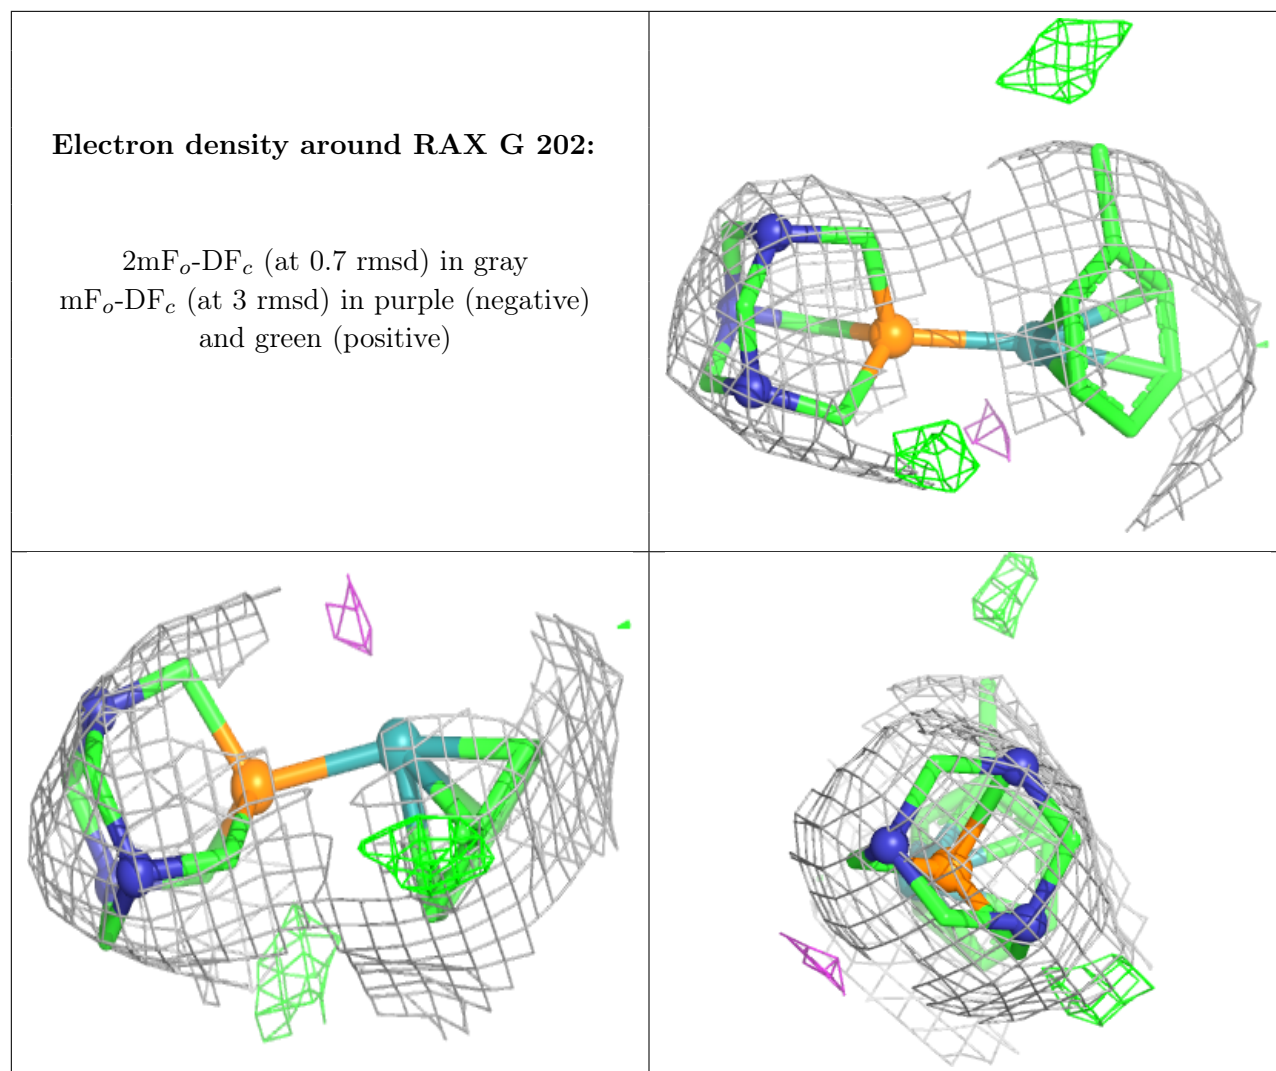 Electron density around RAX G 202:
2mFo-DFc (at 0.7 rmsd) in gray
mFo-DFc (at 3 rmsd) in purple (negative)
and green (positive)